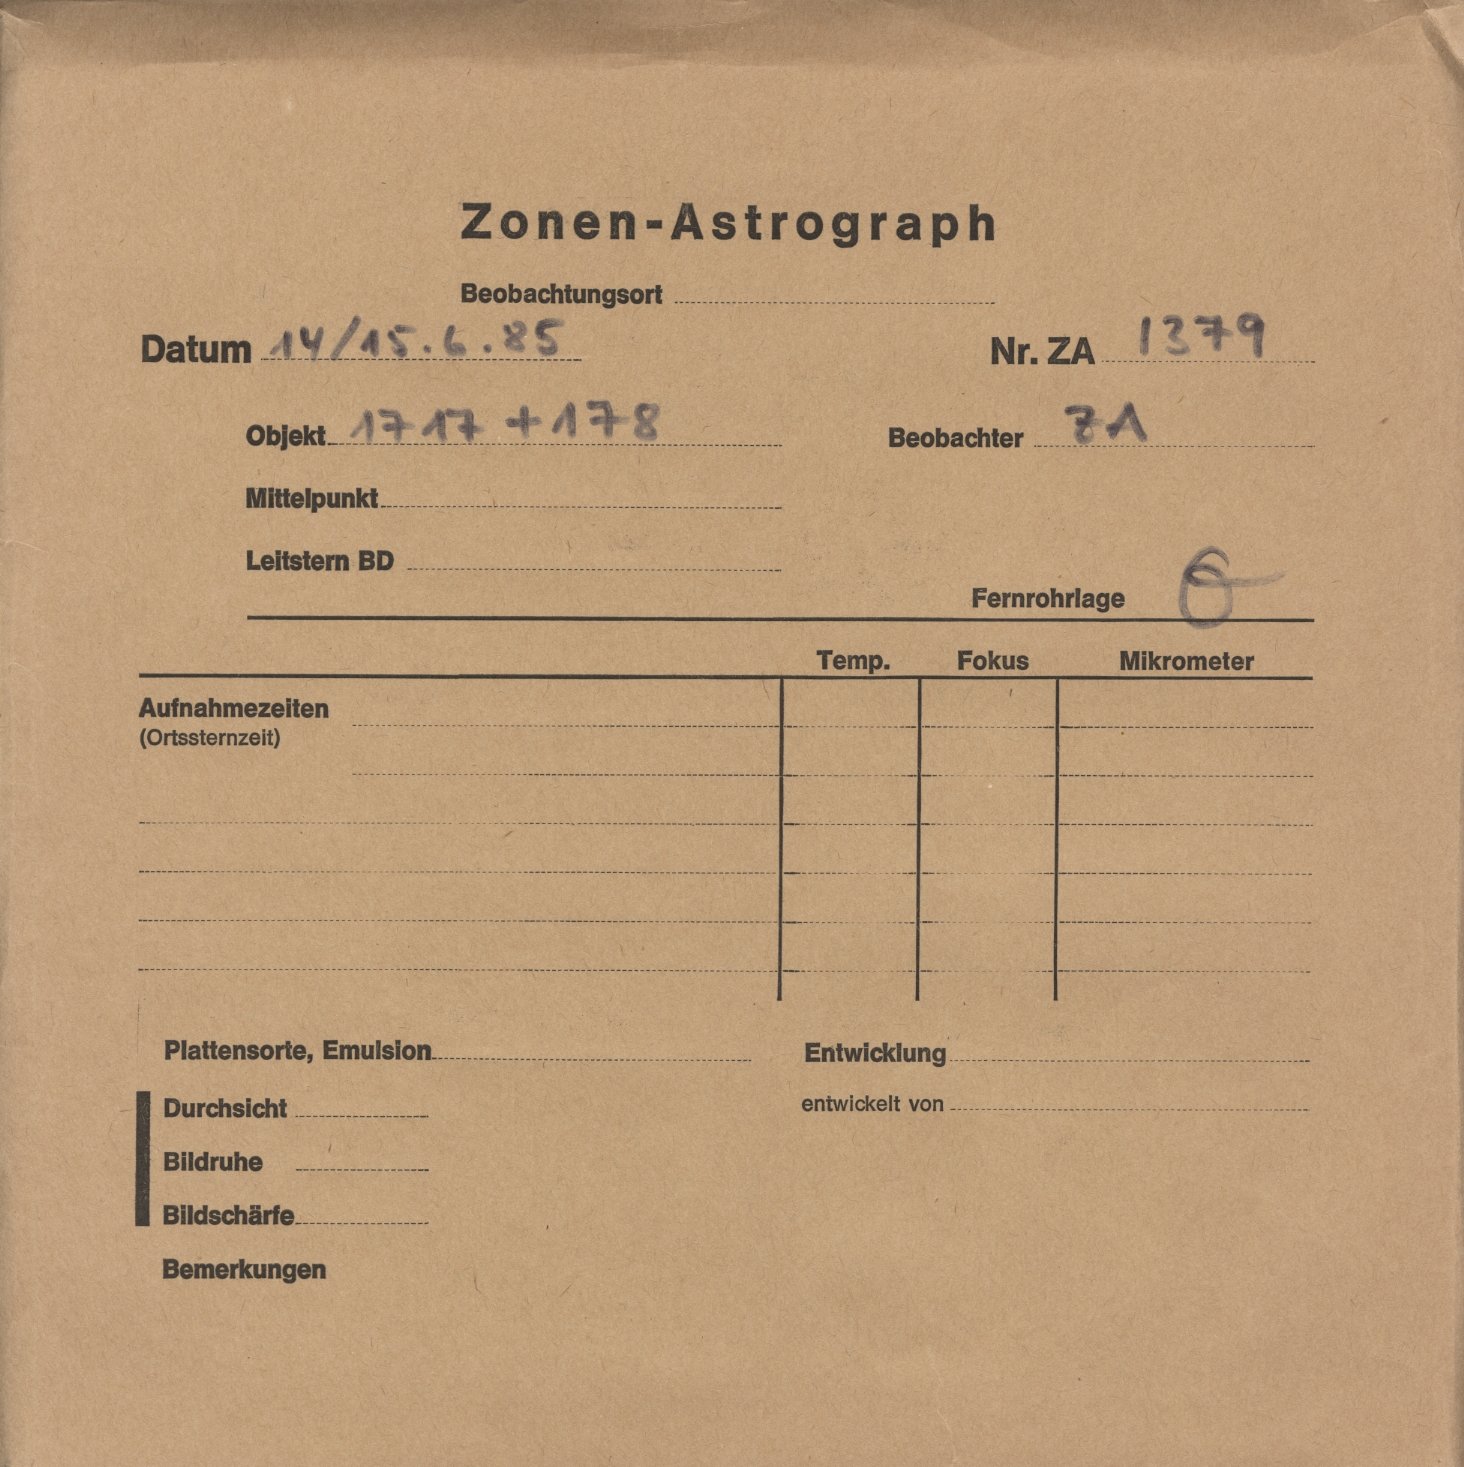 Zonen-Astrograph
Beobachtungsort
Datum 14/15.6.85 Nr. ZA 1379
Objekt 1717 +178 Beobachter ZA
Mittelpunkt
Leitstern BD
Fernrohrlage O
Temp. Fokus Mikrometer
Aufnahmezeiten
(Ortssternzeit)
Plattensorte, Emulsion Entwicklung
Durchsicht entwickelt von
Bildruhe
Bildschärfe
Bemerkungen